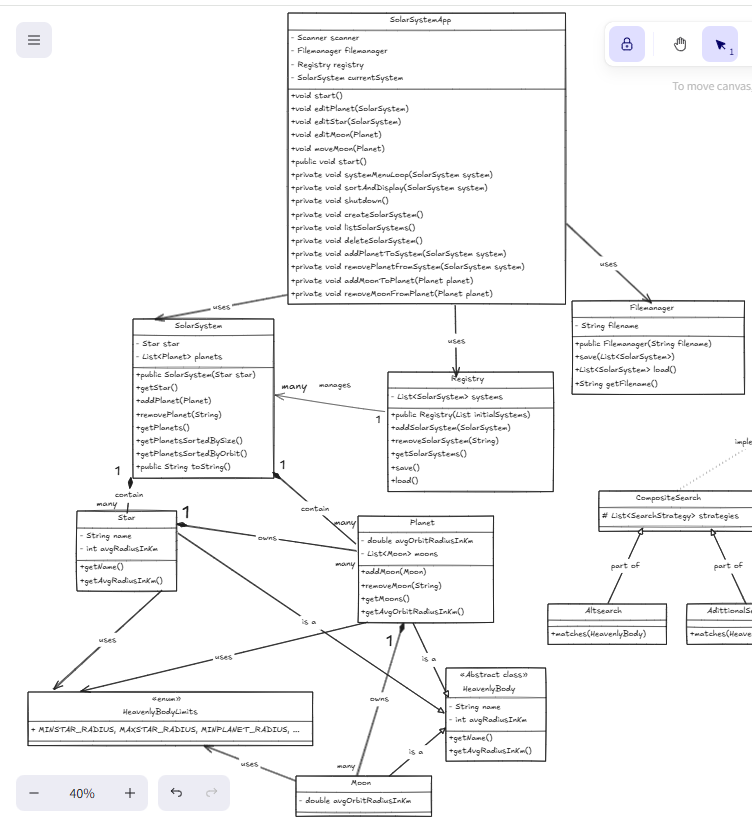 SolarSystemApp
- Scanner scanner
- Filemanager filemanager
- Registry registry
- SolarSystem currentSystem
+void start()
+void editPlanet(SolarSystem)
+void editStar(SolarSystem)
+void editMoon(Planet)
+void moveMoon(Planet)
+public void start()
+private void systemMenuLoop(SolarSystem system)
+private void sortAndDisplay(SolarSystem system)
+private void shutdown()
+private void createSolarSystem()
+private void listSolarSystems()
+private void deleteSolarSystem()
+private void addPlanetToSystem(SolarSystem system)
+private void removePlanetfromSystem(SolarSystem system)
+private void addMoonToPlanet(Planet planet)
+private void removeMoonFromPlanet(Planet planet)
1
To move canvas,
uses
uses
uses
Filemanager
- String filename
+public Filemanager(String filename)
+save(List<SolarSystem>)
+List<SolarSystem> load()
+String getFilename()
SolarSystem
- Star star
- List<Planet> planets
+public SolarSystem(Star star)
+getStar()
+addPlanet(Planet)
+removePlanet(String)
+getPlanets()
+getPlanetsSortedBySize()
+getPlanetsSortedByOrbit()
+public String toString()
many manages
1
Registry
- List<SolarSystem> systems
+public Registry(List initialSystems)
+addSolarSystem(SolarSystem)
+removeSolarSystem(String)
+getSolarSystems()
+save()
+load()
1
contain
many
1
contain
many
imple
CompositeSearch
# List<SearchStrategy> strategies
part of
part of
Altsearch
+matches(HeavenlyBody)
AdittionalSe
+matches(Heave
Star
- String name
- int avgRadiusInKm
+getName()
+getAvgRadiusInKm()
1
owns
many
Planet
- double avgOrbitRadiusInKm
- List<Moon> moons
+addMoon(Moon)
+removeMoon(String)
+getMoons()
+getAvgOrbitRadiusInKm()
is a
uses
uses
1
is a
owns
many
is a
uses
«Abstract class»
HeavenlyBody
- String name
- int avgRadiusInKm
+getName()
+getAvgRadiusInKm()
«enum»
HeavenlyBodyLimits
+ MINSTAR_RADIUS, MAXSTAR_RADIUS, MINPLANET_RADIUS, ...
Moon
- double avgOrbitRadiusInKm
40%